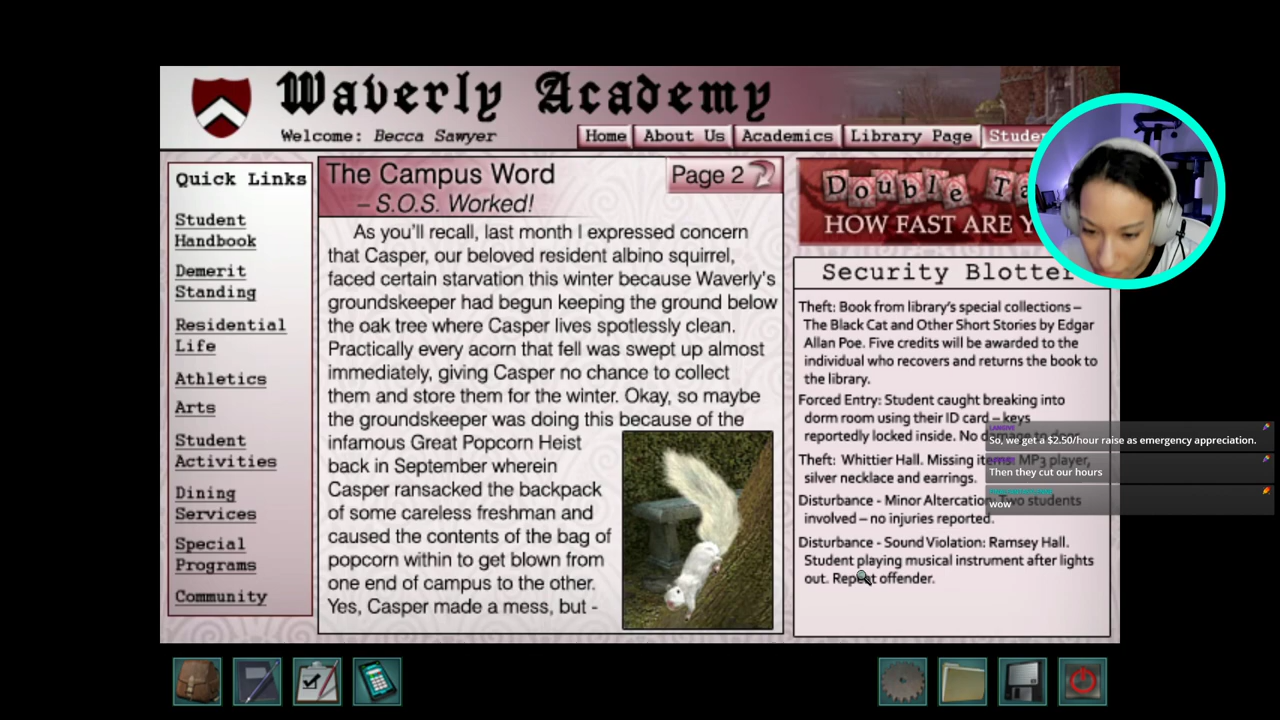 Waverly Academy
Welcome: Becca Sawyer
Home
About Us
Academics
Library Page
Quick Links
Student
Handbook
Demerit
Standing
Residential
Life
Athletics
Arts
Student
Activities
Dining
Services
Special
Programs
Community
The Campus Word
– S.O.S. Worked!
Page 2
As you'll recall, last month I expressed concern
that Casper, our beloved resident albino squirrel,
faced certain starvation this winter because Waverly's
groundskeeper had begun keeping the ground below
the oak tree where Casper lives spotlessly clean.
Practically every acorn that fell was swept up almost
immediately, giving Casper no chance to collect
them and store them for the winter. Okay, so maybe
the groundskeeper was doing this because of the
infamous Great Popcorn Heist
back in September wherein
Casper ransacked the backpack
of some careless freshman and
caused the contents of the bag of
popcorn within to get blown from
one end of campus to the other.
Yes, Casper made a mess, but -
Double
HOW FAST ARE
Security Blotter
Theft: Book from library's special collections –
The Black Cat and Other Short Stories by Edgar
Allan Poe. Five credits will be awarded to the
individual who recovers and returns the book to
the library.
Forced Entry: Student caught breaking into
dorm room using their ID card – keys
reportedly locked inside. No damage to door.
Theft: Whittier Hall. Missing items: MP3 player,
silver necklace and earrings.
Disturbance - Minor Altercation: Two students
involved – no injuries reported.
Disturbance - Sound Violation: Ramsey Hall.
Student playing musical instrument after lights
out. Repeat offender.
So, we get a $2.50/hour raise as emergency appreciation.
Then they cut our hours
wow